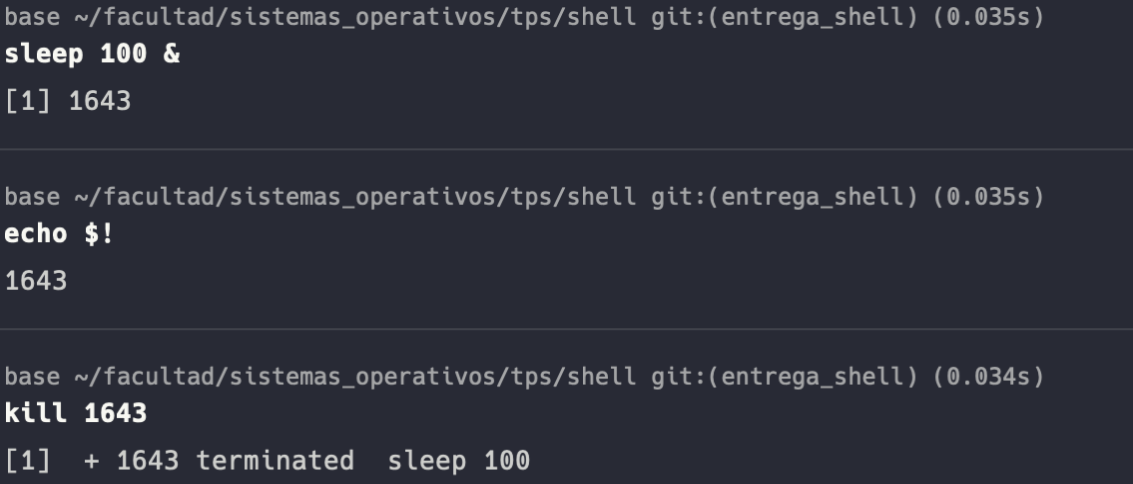 base ~/facultad/sistemas_operativos/tps/shell git:(entrega_shell) (0.035s)
sleep 100 &
[1] 1643
base ~/facultad/sistemas_operativos/tps/shell git:(entrega_shell) (0.035s)
echo $!
1643
base ~/facultad/sistemas_operativos/tps/shell git:(entrega_shell) (0.034s)
kill 1643
[1]  + 1643 terminated  sleep 100